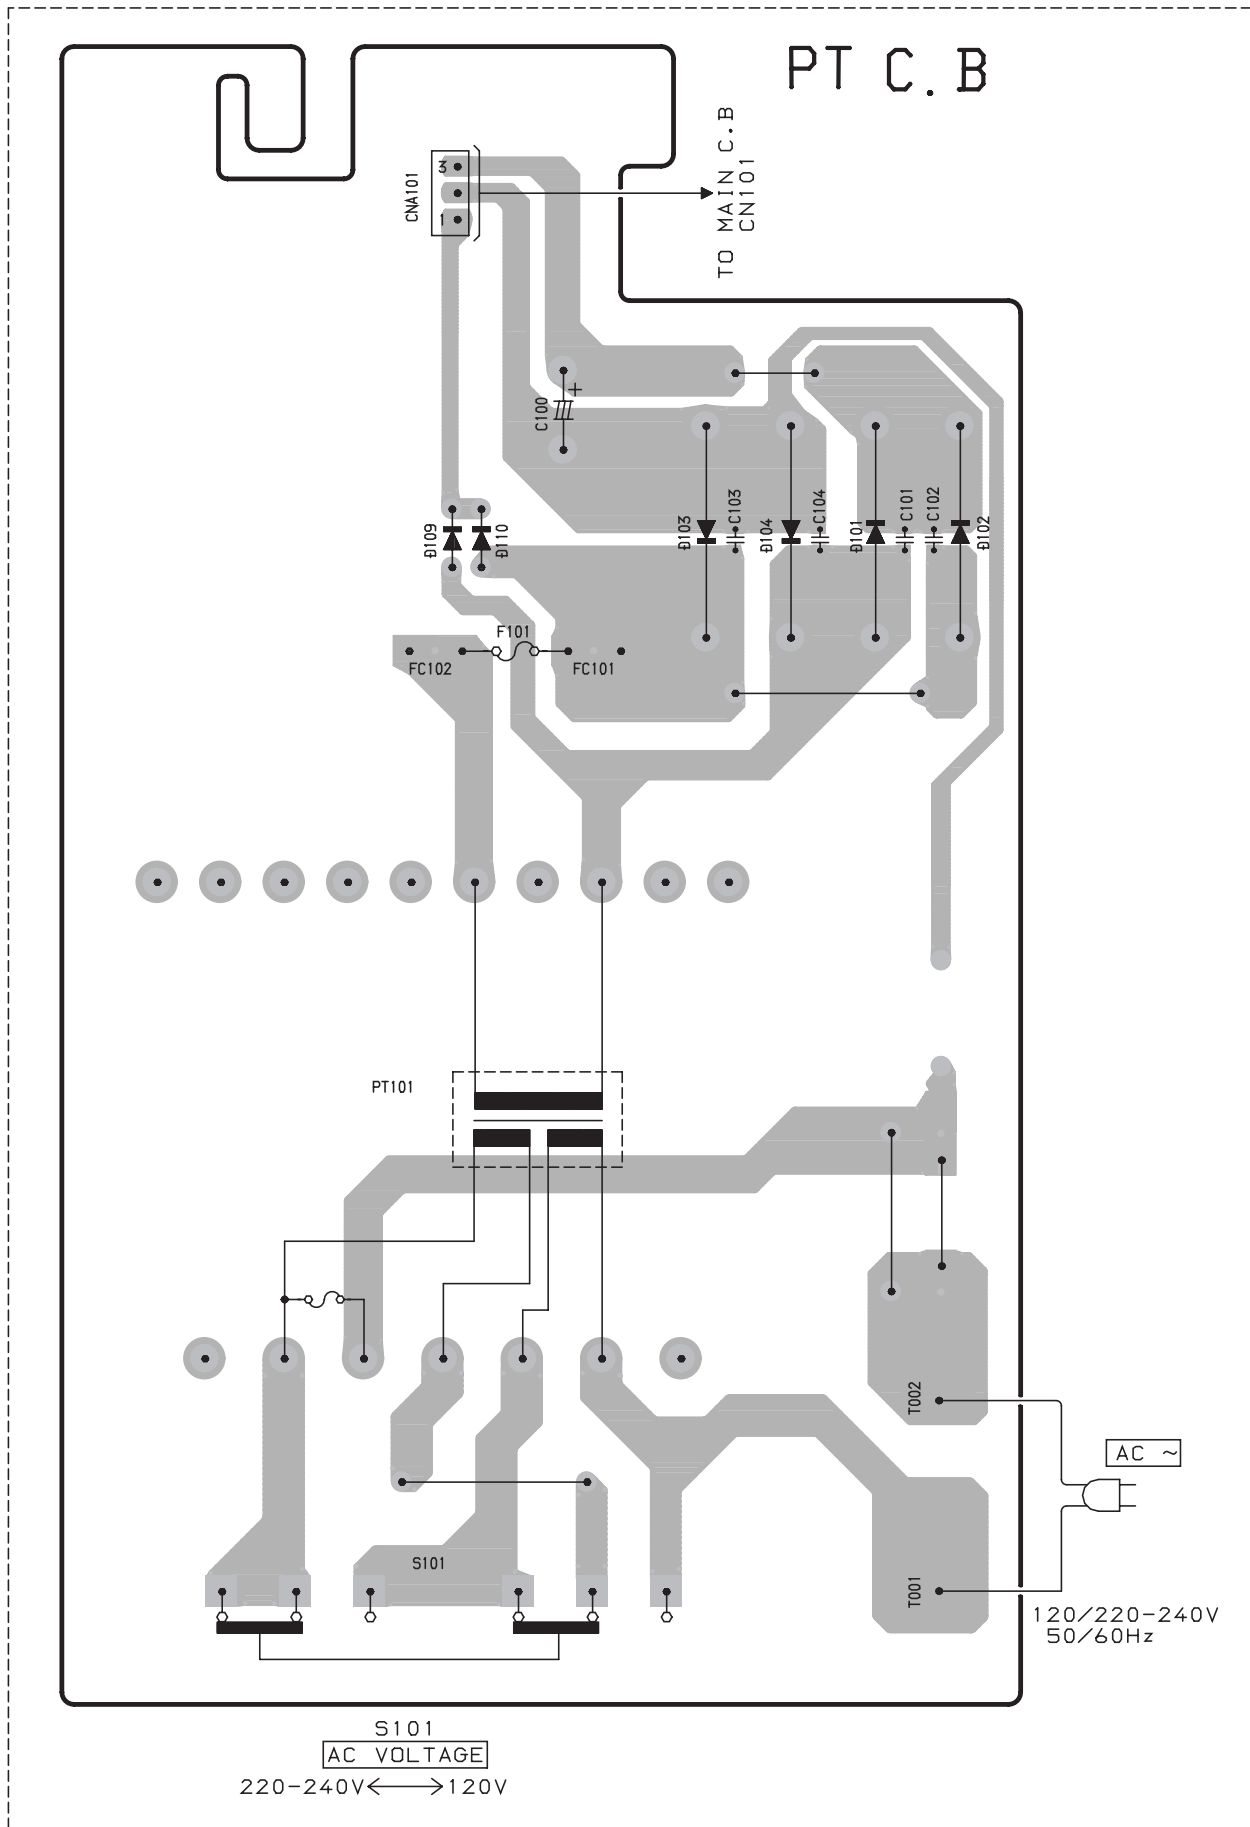 PT C.B
TO MAIN C.B
CN101
3
1
CNA101
C100
+
D109
D110
D103
C103
D104
C104
D101
C101
C102
D102
F101
FC102
FC101
PT101
T002
AC ~
S101
T001
120/220-240V
50/60Hz
S101
AC VOLTAGE
220-240V↔120V